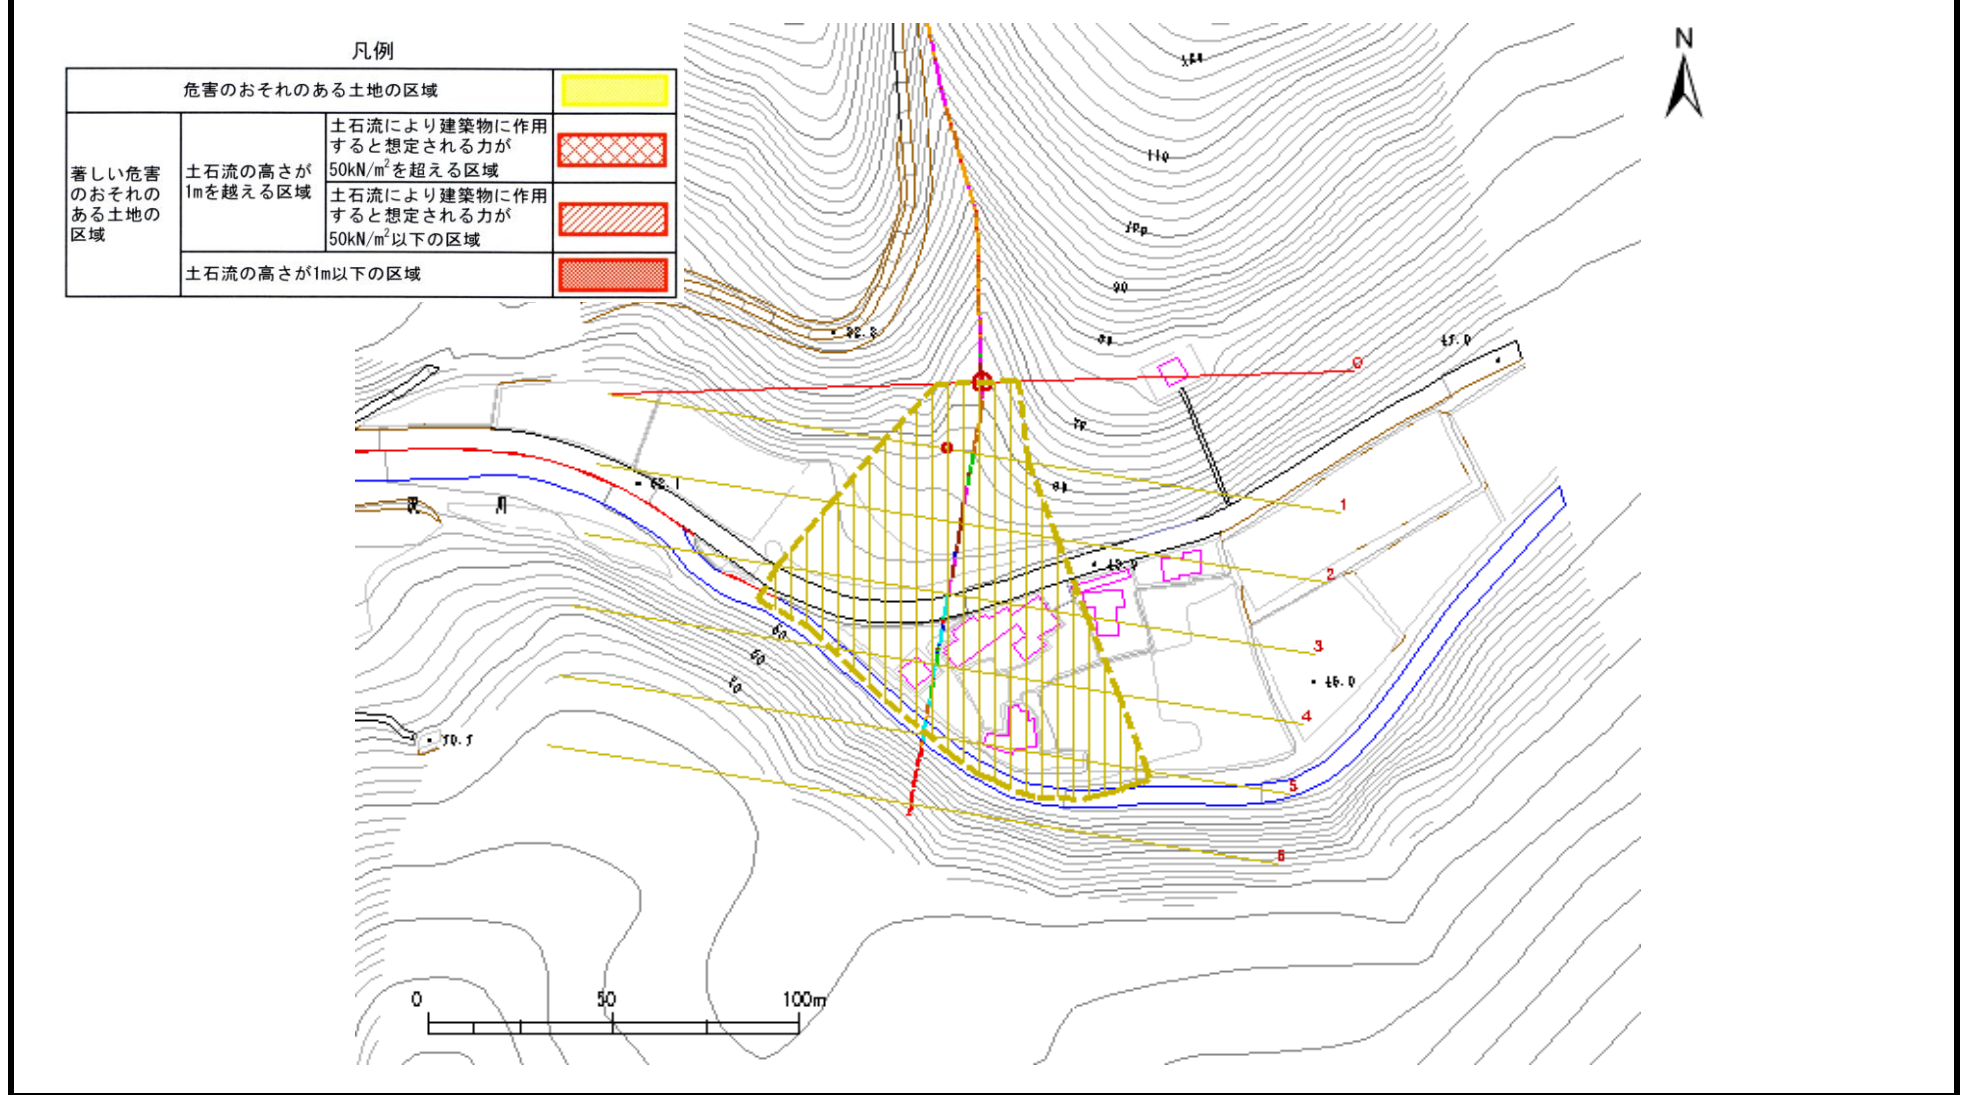 凡例
危害のおそれのある土地の区域
著しい危害
のおそれの
ある土地の
区域
土石流の高さが
1mを越える区域
土石流により建築物に作用
すると想定される力が
50kN/m²を超える区域
土石流により建築物に作用
すると想定される力が
50kN/m²以下の区域
土石流の高さが1m以下の区域
N
110
90
0
1
2
3
4
5
6
川
46.0
60
0 50 100m